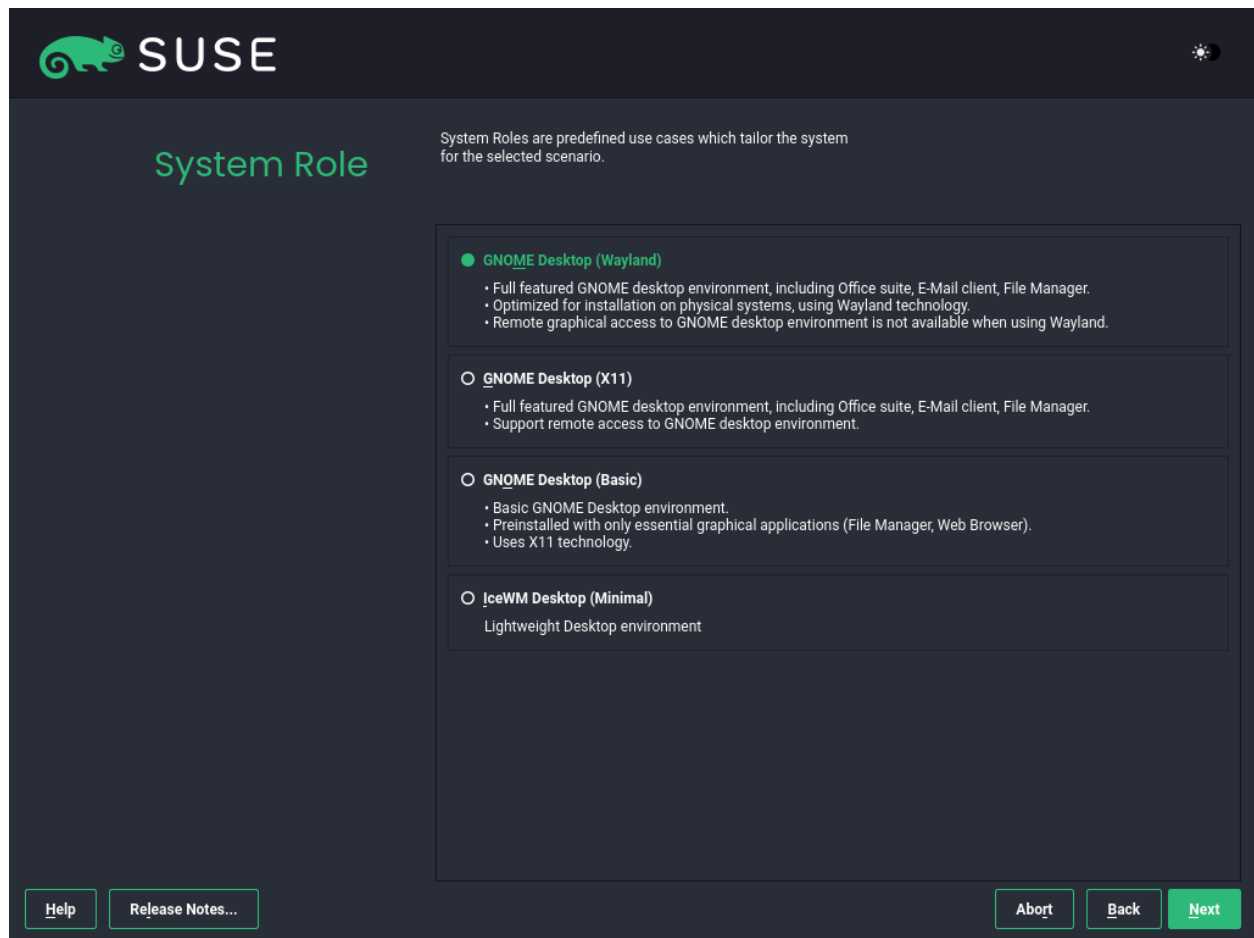 SUSE
System Role
System Roles are predefined use cases which tailor the system
for the selected scenario.
GNOME Desktop (Wayland)
• Full featured GNOME desktop environment, including Office suite, E-Mail client, File Manager.
• Optimized for installation on physical systems, using Wayland technology.
• Remote graphical access to GNOME desktop environment is not available when using Wayland.
GNOME Desktop (X11)
• Full featured GNOME desktop environment, including Office suite, E-Mail client, File Manager.
• Support remote access to GNOME desktop environment.
GNOME Desktop (Basic)
• Basic GNOME Desktop environment.
• Preinstalled with only essential graphical applications (File Manager, Web Browser).
• Uses X11 technology.
IceWM Desktop (Minimal)
Lightweight Desktop environment
Help Release Notes... Abort Back Next